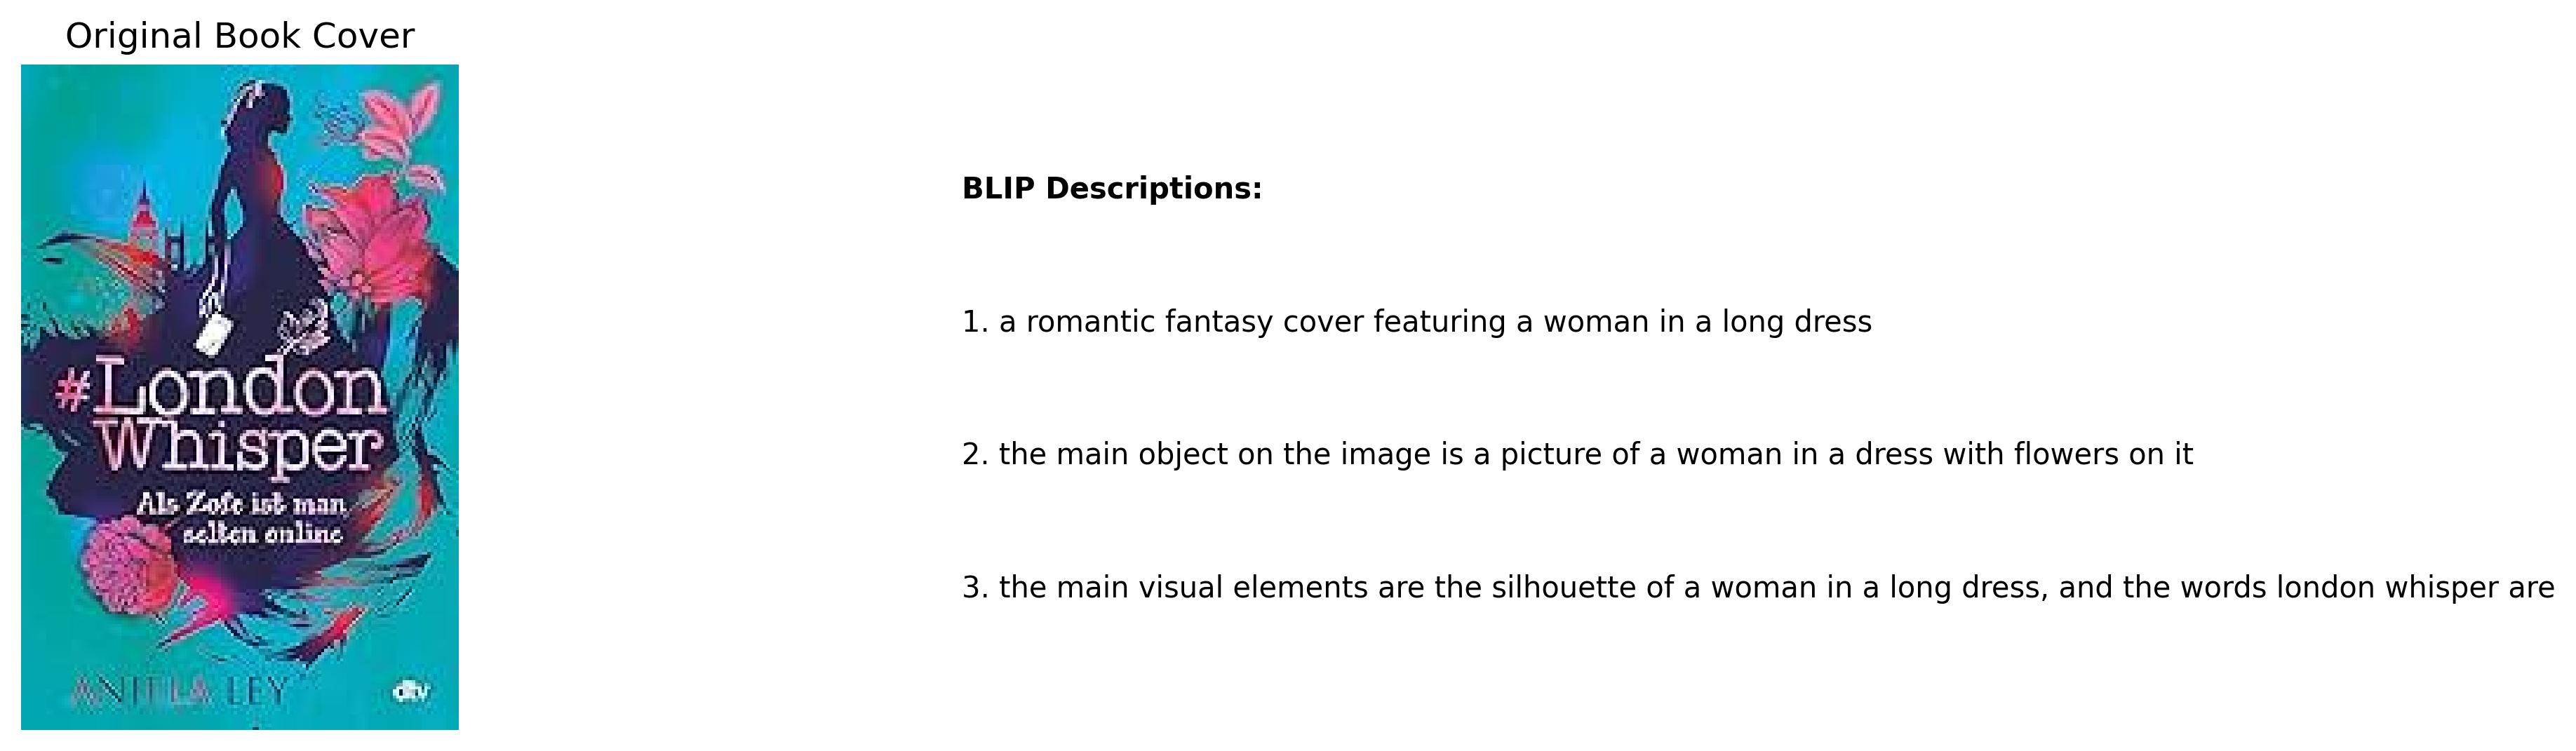 Original Book Cover
#London
Whisper
Als Zofe ist man
selten online
ANIELA LEY
dtv
BLIP Descriptions:
1. a romantic fantasy cover featuring a woman in a long dress
2. the main object on the image is a picture of a woman in a dress with flowers on it
3. the main visual elements are the silhouette of a woman in a long dress, and the words london whisper are